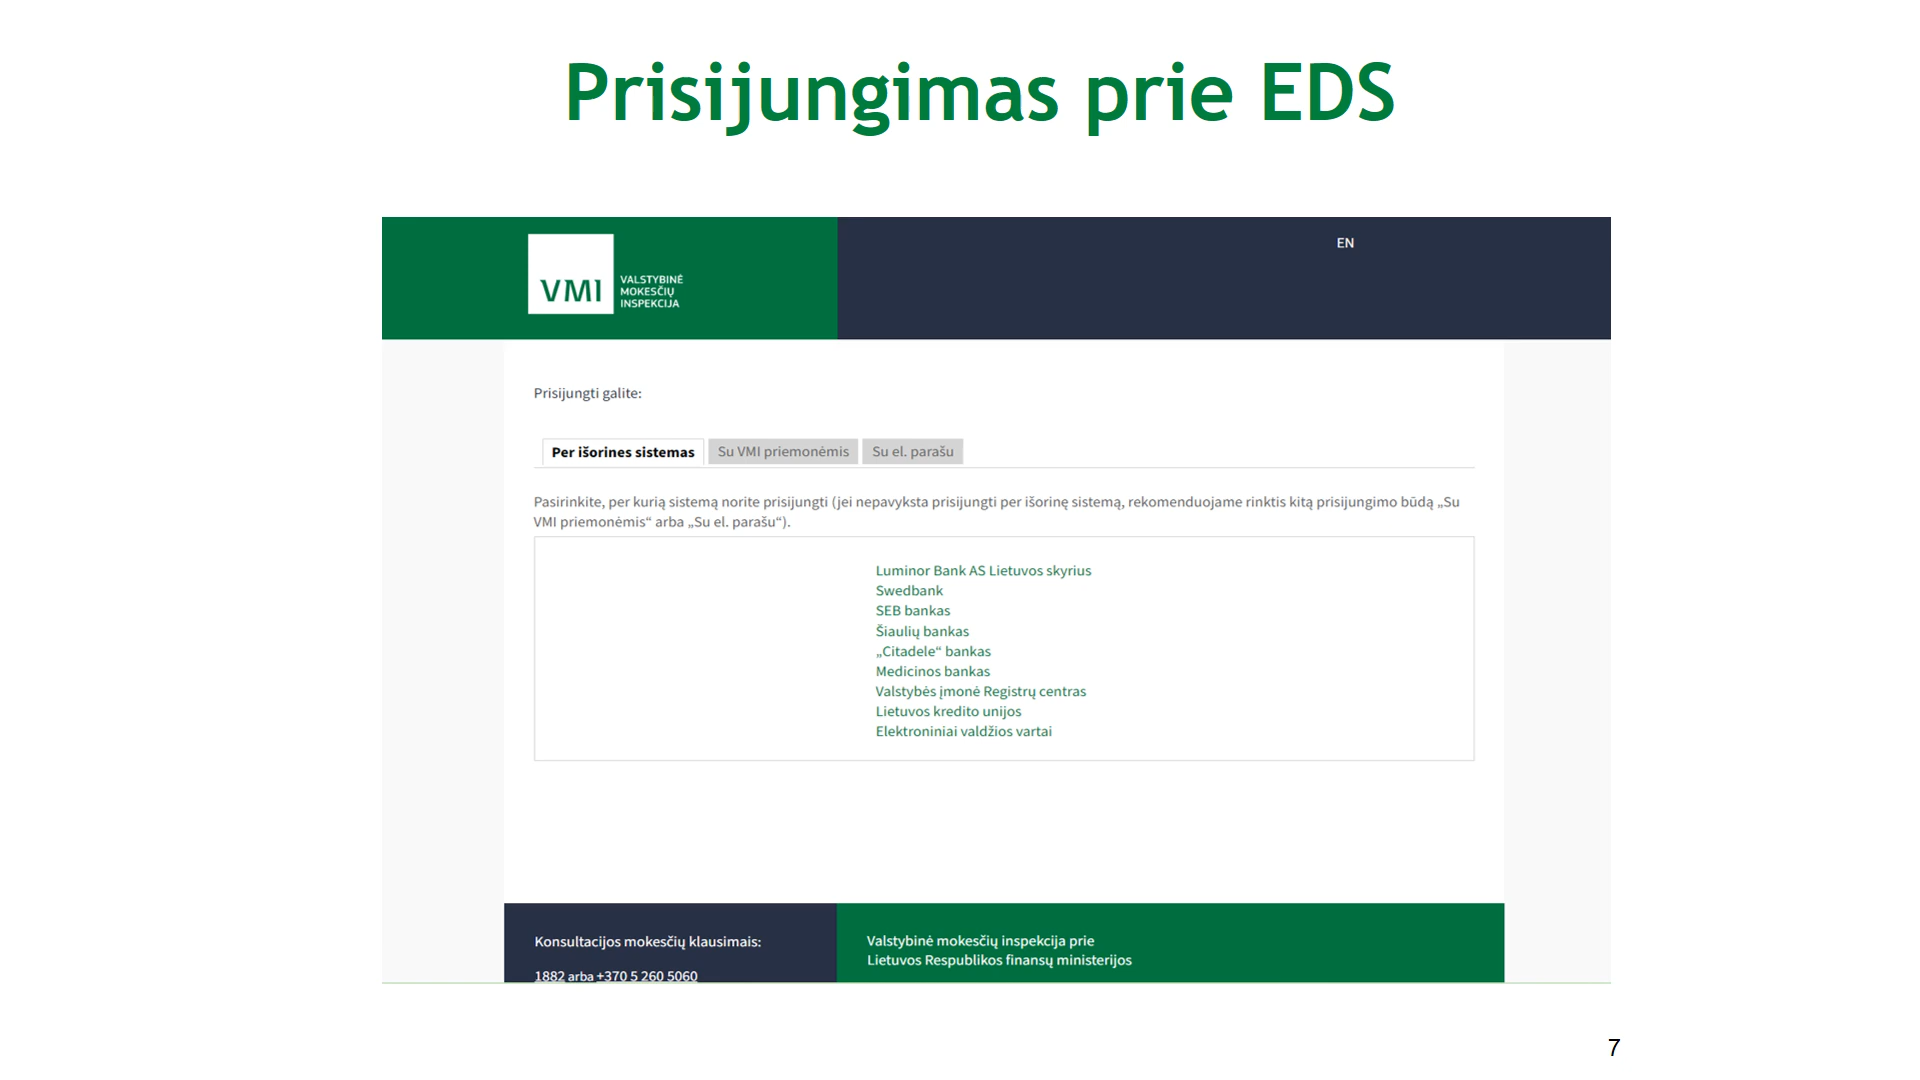 Prisijungimas prie EDS
EN
VMI
VALSTYBINĖ
MOKESČIŲ
INSPEKCIJA
Prisijungti galite:
Per išorines sistemas
Su VMI priemonėmis
Su el. parašu
Pasirinkite, per kurią sistemą norite prisijungti (jei nepavyksta prisijungti per išorinę sistemą, rekomenduojame rinktis kitą prisijungimo būdą „Su
VMI priemonėmis“ arba „Su el. parašu“).
Luminor Bank AS Lietuvos skyrius
Swedbank
SEB bankas
Šiaulių bankas
„Citadele“ bankas
Medicinos bankas
Valstybės įmonė Registrų centras
Lietuvos kredito unijos
Elektroniniai valdžios vartai
Konsultacijos mokesčių klausimais:
1882 arba +370 5 260 5060
Valstybinė mokesčių inspekcija prie
Lietuvos Respublikos finansų ministerijos
7